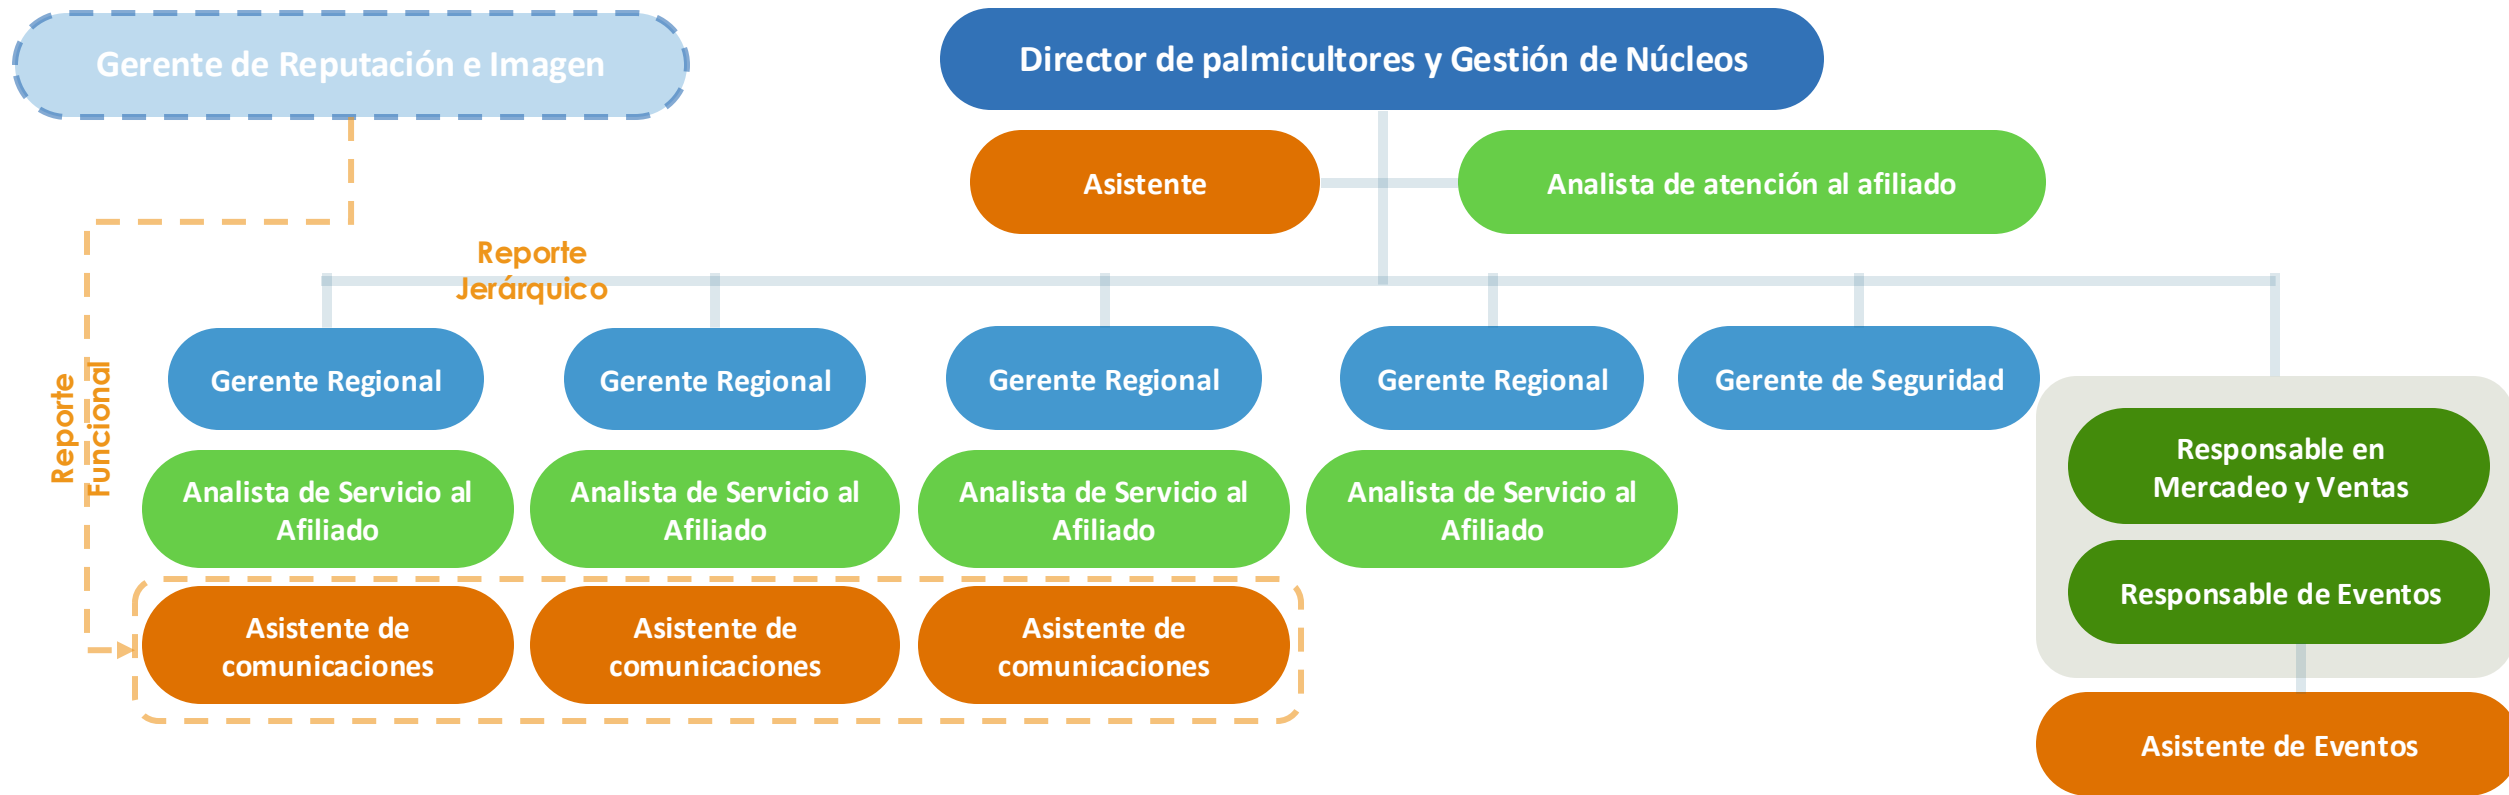 Gerente de Reputación e Imagen
Director de palmicultores y Gestión de Núcleos
Asistente
Analista de atención al afiliado
Reporte
Jerárquico
Reporte
Funcional
Gerente Regional
Gerente Regional
Gerente Regional
Gerente Regional
Gerente de Seguridad
Analista de Servicio al
Afiliado
Analista de Servicio al
Afiliado
Analista de Servicio al
Afiliado
Analista de Servicio al
Afiliado
Responsable en
Mercadeo y Ventas
Responsable de Eventos
Asistente de
comunicaciones
Asistente de
comunicaciones
Asistente de
comunicaciones
Asistente de Eventos